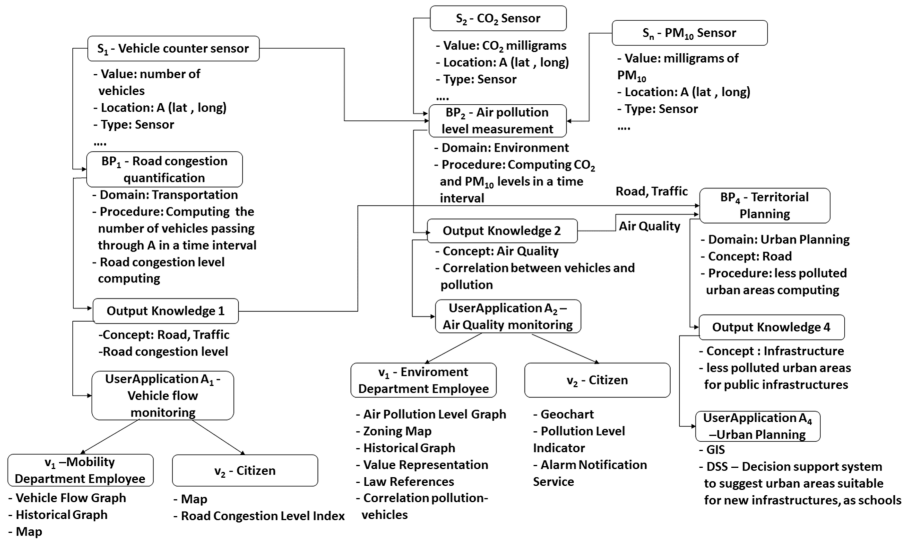 S1 - Vehicle counter sensor
- Value: number of
vehicles
- Location: A (lat , long)
- Type: Sensor
....
BP1 - Road congestion
quantification
- Domain: Transportation
- Procedure: Computing the
number of vehicles passing
through A in a time interval
- Road congestion level
computing
Output Knowledge 1
-Concept: Road, Traffic
-Road congestion level
UserApplication A1 -
Vehicle flow
monitoring
v1 –Mobility
Department Employee
- Vehicle Flow Graph
- Historical Graph
- Map
v2 - Citizen
- Map
- Road Congestion Level Index
S2 - CO2 Sensor
- Value: CO2 milligrams
- Location: A (lat , long)
- Type: Sensor
....
BP2 - Air pollution
level measurement
- Domain: Environment
- Procedure: Computing CO2
and PM10 levels in a time
interval
Output Knowledge 2
- Concept: Air Quality
- Correlation between vehicles and
pollution
UserApplication A2 –
Air Quality monitoring
v1 - Enviroment
Department Employee
- Air Pollution Level Graph
- Zoning Map
- Historical Graph
- Value Representation
- Law References
- Correlation pollution-
vehicles
v2 - Citizen
- Geochart
- Pollution Level
Indicator
- Alarm Notification
Service
Sn - PM10 Sensor
- Value: milligrams of
PM10
- Location: A (lat , long)
- Type: Sensor
....
Road, Traffic
Air Quality
BP4 - Territorial
Planning
- Domain: Urban Planning
- Concept: Road
- Procedure: less polluted
urban areas computing
Output Knowledge 4
- Concept : Infrastructure
- less polluted urban areas
for public infrastructures
UserApplication A4
–Urban Planning
- GIS
- DSS – Decision support system
to suggest urban areas suitable
for new infrastructures, as schools